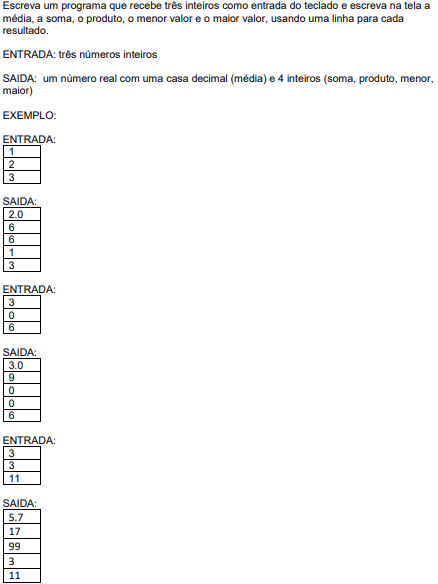 Escreva um programa que recebe três inteiros como entrada do teclado e escreva na tela a
média, a soma, o produto, o menor valor e o maior valor, usando uma linha para cada
resultado.
ENTRADA: três números inteiros
SAIDA: um número real com uma casa decimal (média) e 4 inteiros (soma, produto, menor,
maior)
EXEMPLO:
ENTRADA:
1
2
3
SAIDA:
2.0
6
6
1
3
ENTRADA:
3
0
6
SAIDA:
3.0
9
0
0
6
ENTRADA:
3
3
11
SAIDA:
5.7
17
99
3
11